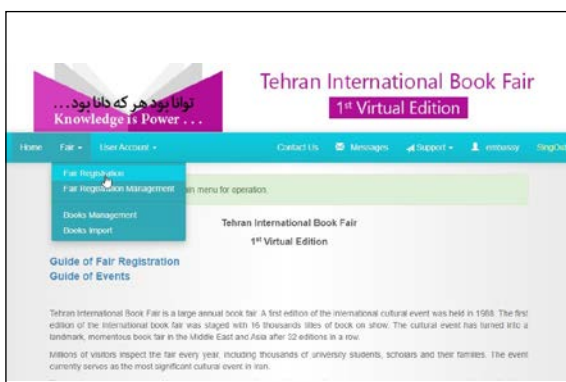 Tehran International Book Fair
1st Virtual Edition
توانا بود هر که دانا بود...
Knowledge is Power . . .
Home Fair User Account Contact Us Messages Support embassy SingOut
Fair Registration
Fair Registration Management
ain menu for operation.
Books Management
Books Import
Tehran International Book Fair
1st Virtual Edition
Guide of Fair Registration
Guide of Events
Tehran International Book Fair is a large annual book fair. A first edition of the international cultural event was held in 1988. The first
edition of the international book fair was staged with 16 thousands titles of book on show. The cultural event has turned into a
landmark, momentous book fair in the Middle East and Asia after 32 editions in a row.
Millions of visitors inspect the fair every year, including thousands of university students, scholars and their families. The event
currently serves as the most significant cultural event in Iran.